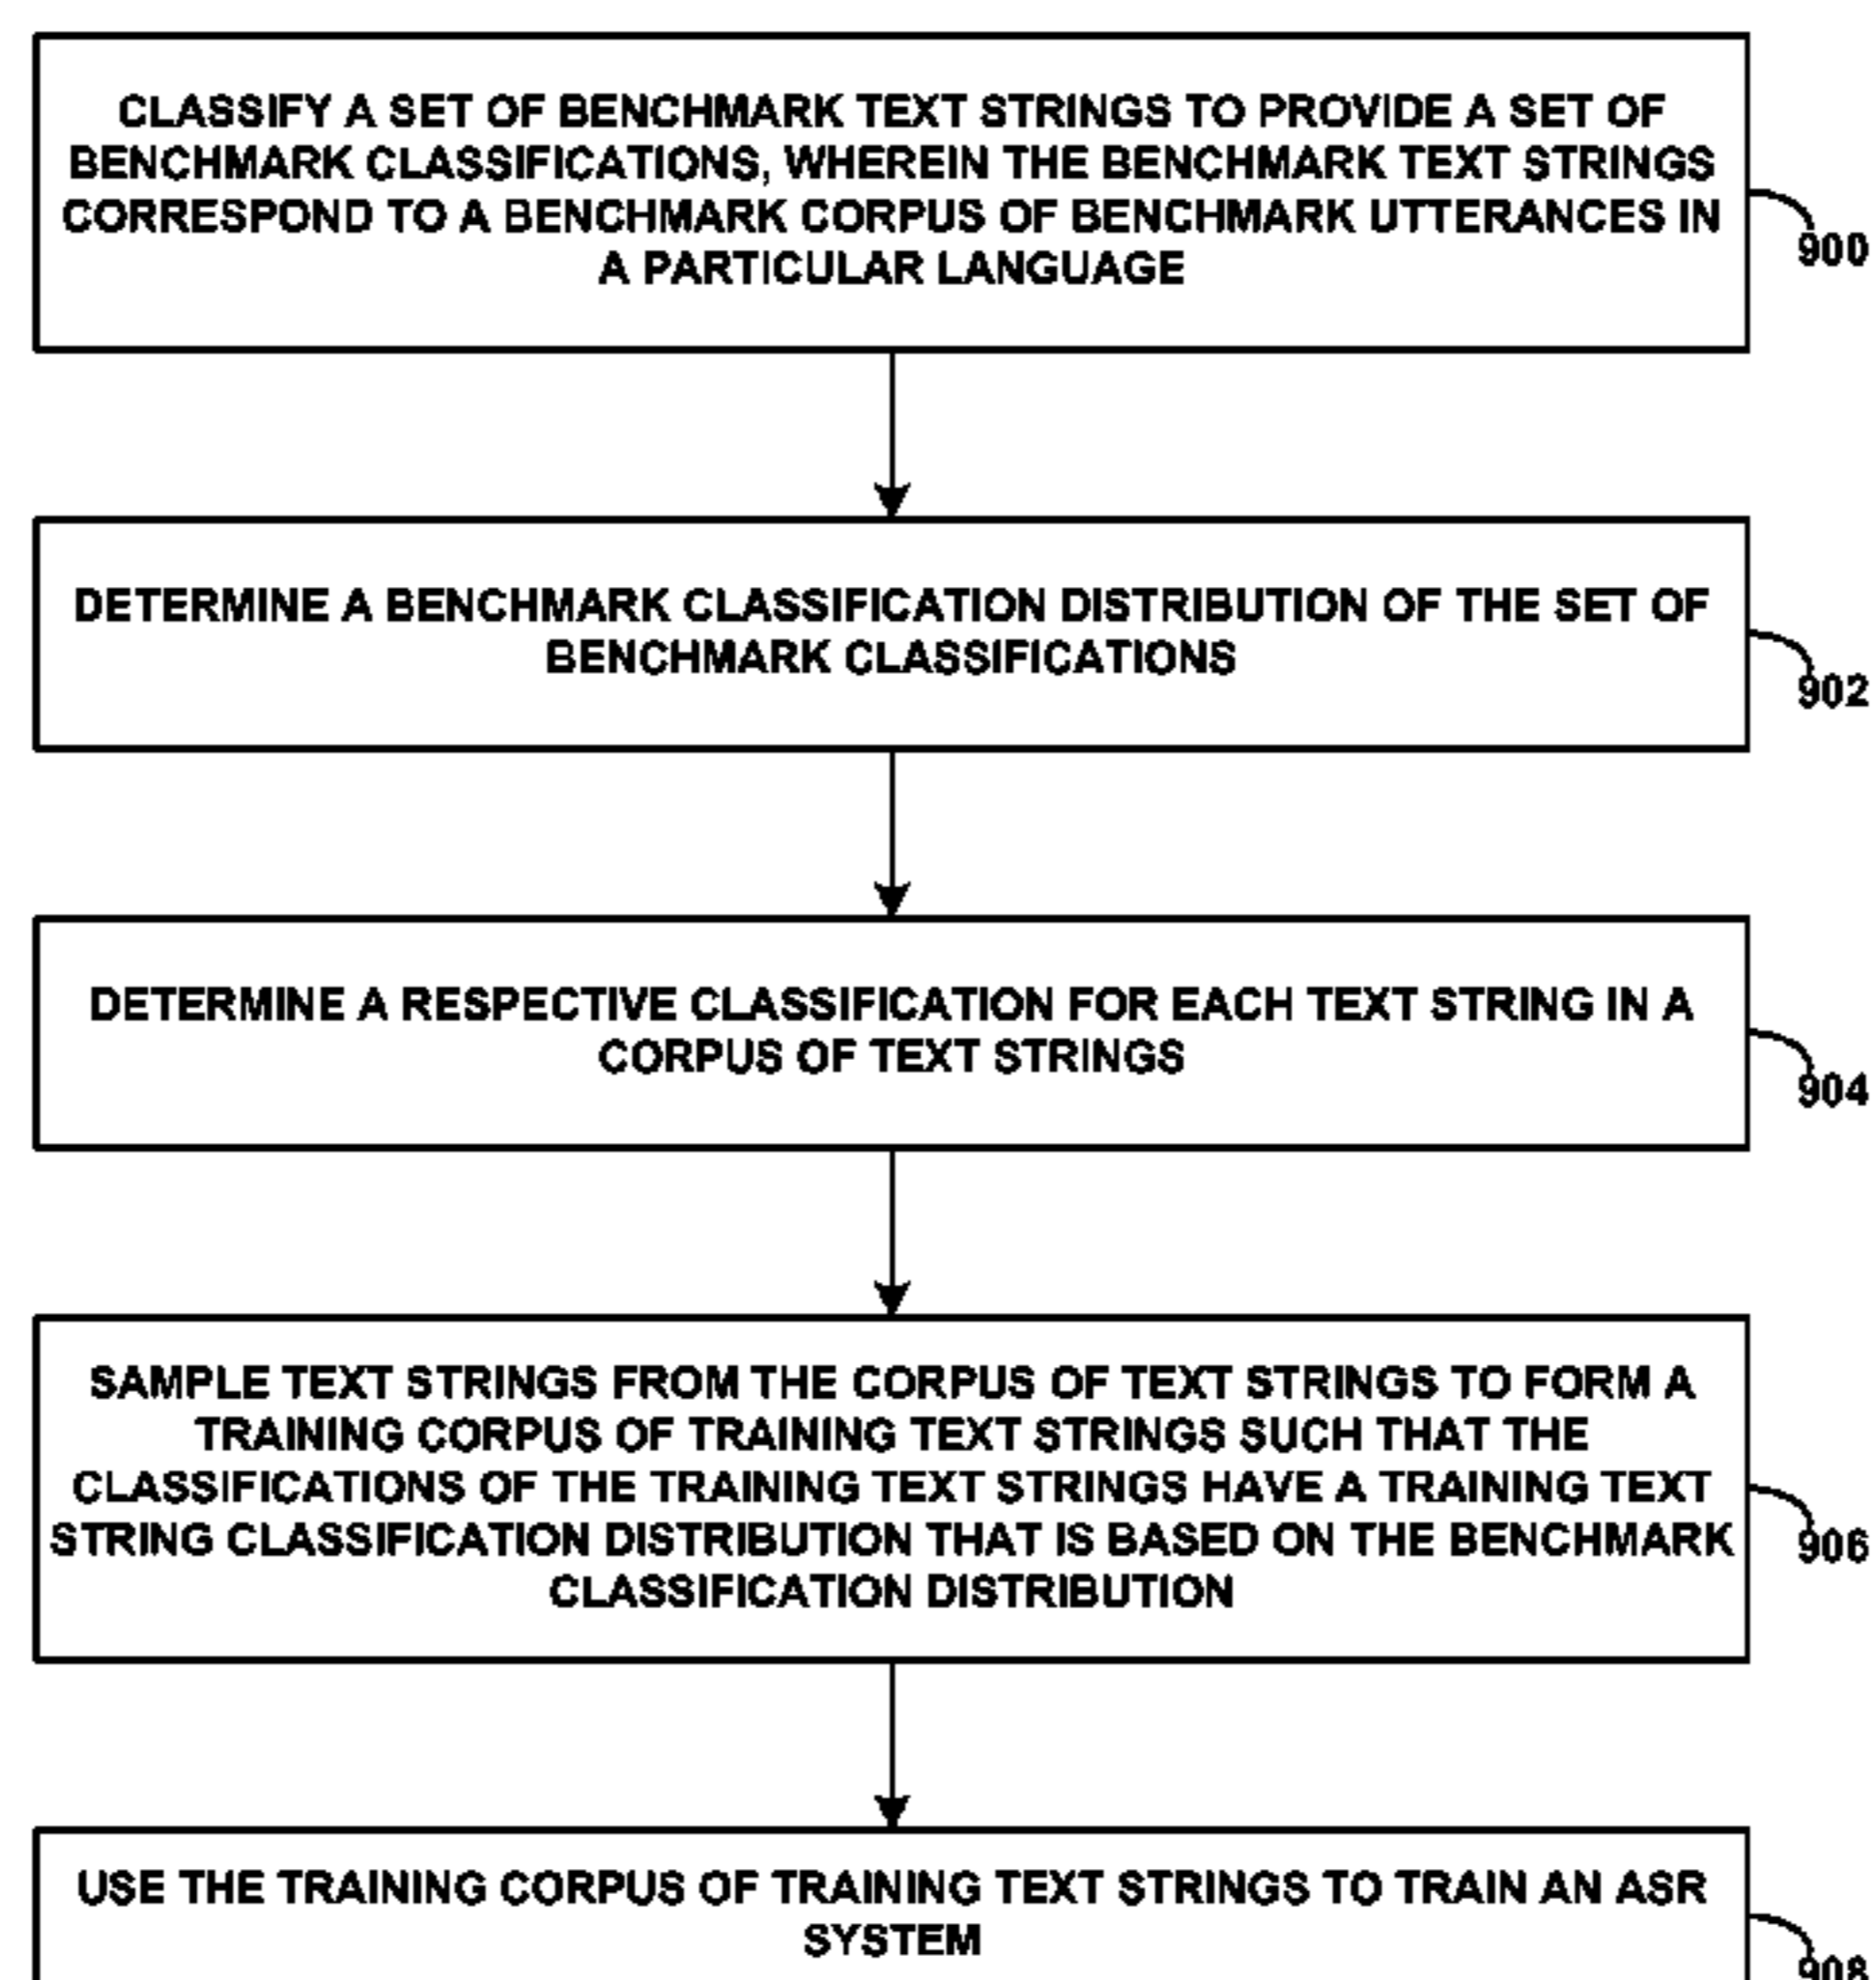 CLASSIFY A SET OF BENCHMARK TEXT STRINGS TO PROVIDE A SET OF
BENCHMARK CLASSIFICATIONS, WHEREIN THE BENCHMARK TEXT STRINGS
CORRESPOND TO A BENCHMARK CORPUS OF BENCHMARK UTTERANCES IN
A PARTICULAR LANGUAGE
900
DETERMINE A BENCHMARK CLASSIFICATION DISTRIBUTION OF THE SET OF
BENCHMARK CLASSIFICATIONS
902
DETERMINE A RESPECTIVE CLASSIFICATION FOR EACH TEXT STRING IN A
CORPUS OF TEXT STRINGS
904
SAMPLE TEXT STRINGS FROM THE CORPUS OF TEXT STRINGS TO FORM A
TRAINING CORPUS OF TRAINING TEXT STRINGS SUCH THAT THE
CLASSIFICATIONS OF THE TRAINING TEXT STRINGS HAVE A TRAINING TEXT
STRING CLASSIFICATION DISTRIBUTION THAT IS BASED ON THE BENCHMARK
CLASSIFICATION DISTRIBUTION
906
USE THE TRAINING CORPUS OF TRAINING TEXT STRINGS TO TRAIN AN ASR
SYSTEM
908